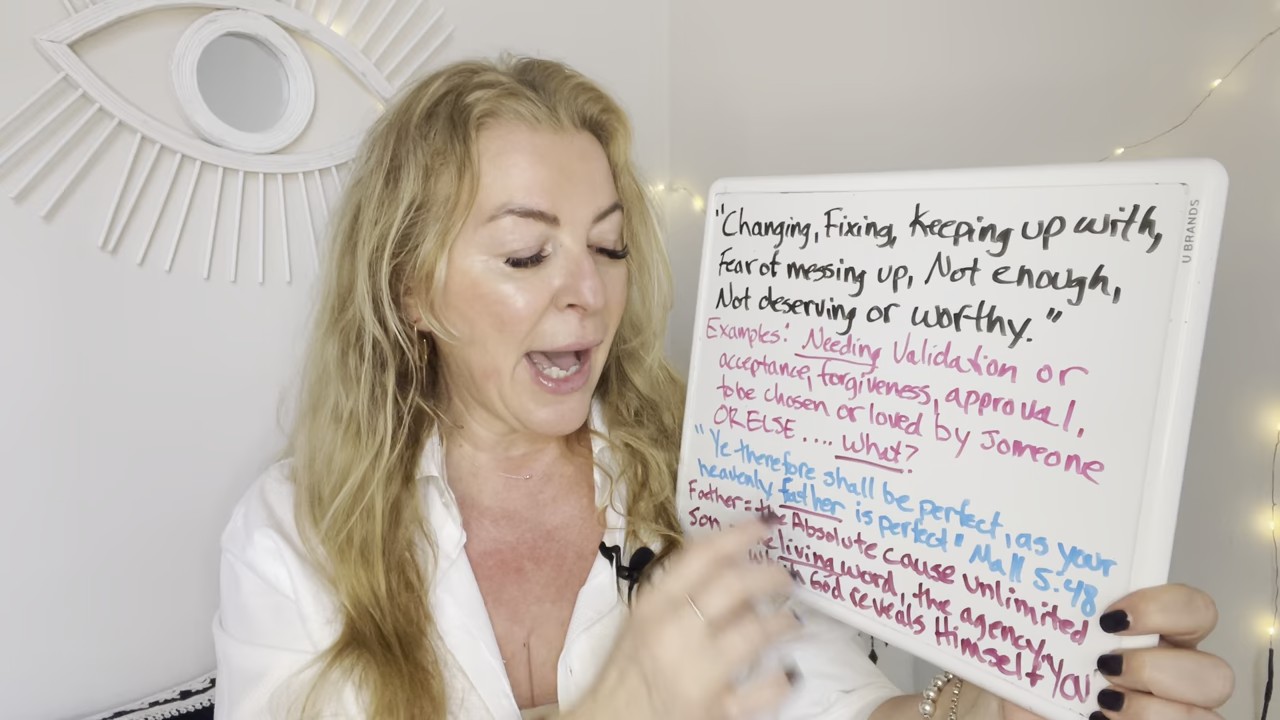 "Changing, Fixing, Keeping up with,
Fear of messing up, Not enough,
Not deserving or worthy."
Examples: Needing Validation or
acceptance, forgiveness, approval,
to be chosen or loved by someone
OR ELSE .... what?
"Ye therefore shall be perfect, as your
heavenly father is perfect" Matt 5.48
Father = the Absolute cause unlimited
Son living word, the agency, you
God reveals Himself
U BRANDS